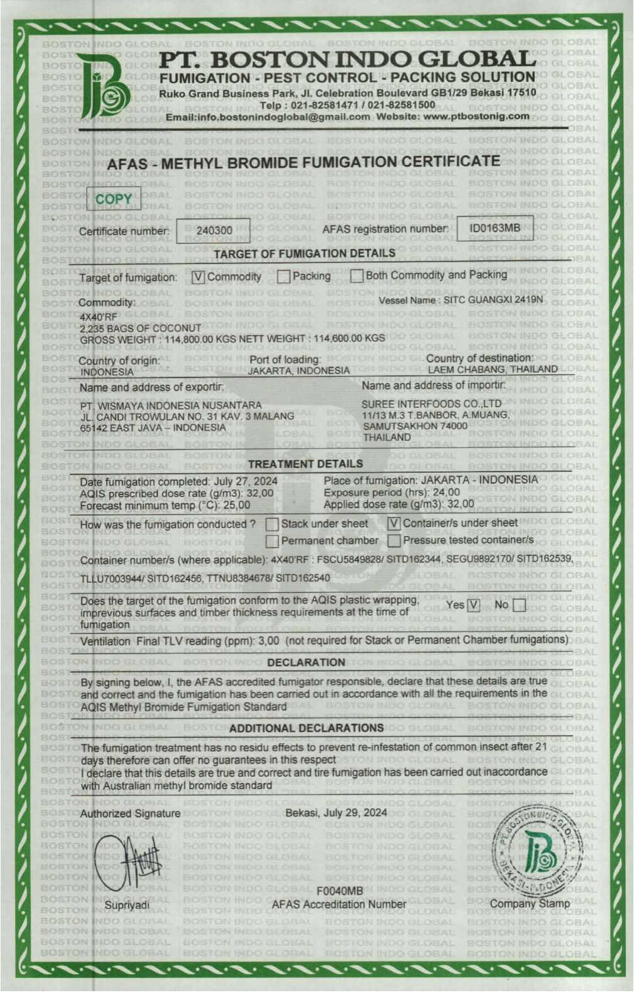 PT. BOSTON INDO GLOBAL
FUMIGATION - PEST CONTROL - PACKING SOLUTION
Ruko Grand Business Park, Jl. Celebration Boulevard GB1/29 Bekasi 17510
Telp : 021-82581471 / 021-82581500
Email:info.bostonindoglobal@gmail.com Website: www.ptbostonig.com
AFAS - METHYL BROMIDE FUMIGATION CERTIFICATE
COPY
Certificate number: 240300 AFAS registration number: ID0163MB
TARGET OF FUMIGATION DETAILS
Target of fumigation: V Commodity Packing Both Commodity and Packing
Commodity: Vessel Name : SITC GUANGXI 2419N
4X40'RF
2,235 BAGS OF COCONUT
GROSS WEIGHT : 114,800.00 KGS NETT WEIGHT : 114,600.00 KGS
Country of origin: Port of loading: Country of destination:
INDONESIA JAKARTA, INDONESIA LAEM CHABANG, THAILAND
Name and address of exportir: Name and address of importir:
PT. WISMAYA INDONESIA NUSANTARA SUREE INTERFOODS CO.,LTD
JL. CANDI TROWULAN NO. 31 KAV. 3 MALANG 11/13 M.3 T.BANBOR, A.MUANG,
65142 EAST JAVA – INDONESIA SAMUTSAKHON 74000
THAILAND
TREATMENT DETAILS
Date fumigation completed: July 27, 2024 Place of fumigation: JAKARTA - INDONESIA
AQIS prescribed dose rate (g/m3): 32,00 Exposure period (hrs): 24,00
Forecast minimum temp (°C): 25,00 Applied dose rate (g/m3): 32,00
How was the fumigation conducted ? Stack under sheet V Container/s under sheet
Permanent chamber Pressure tested container/s
Container number/s (where applicable): 4X40'RF : FSCU5849828/ SITD162344, SEGU9892170/ SITD162539,
TLLU7003944/ SITD162456, TTNU8384678/ SITD162540
Does the target of the fumigation conform to the AQIS plastic wrapping, Yes V No
imprevious surfaces and timber thickness requirements at the time of
fumigation
Ventilation Final TLV reading (ppm): 3,00 (not required for Stack or Permanent Chamber fumigations)
DECLARATION
By signing below, I, the AFAS accredited fumigator responsible, declare that these details are true
and correct and the fumigation has been carried out in accordance with all the requirements in the
AQIS Methyl Bromide Fumigation Standard
ADDITIONAL DECLARATIONS
The fumigation treatment has no residu effects to prevent re-infestation of common insect after 21
days therefore can offer no guarantees in this respect
I declare that this details are true and correct and tire fumigation has been carried out inaccordance
with Australian methyl bromide standard
Authorized Signature Bekasi, July 29, 2024
PT. BOSTON INDO GLOBAL
BEKASI-INDONESIA
F0040MB
Supriyadi AFAS Accreditation Number Company Stamp